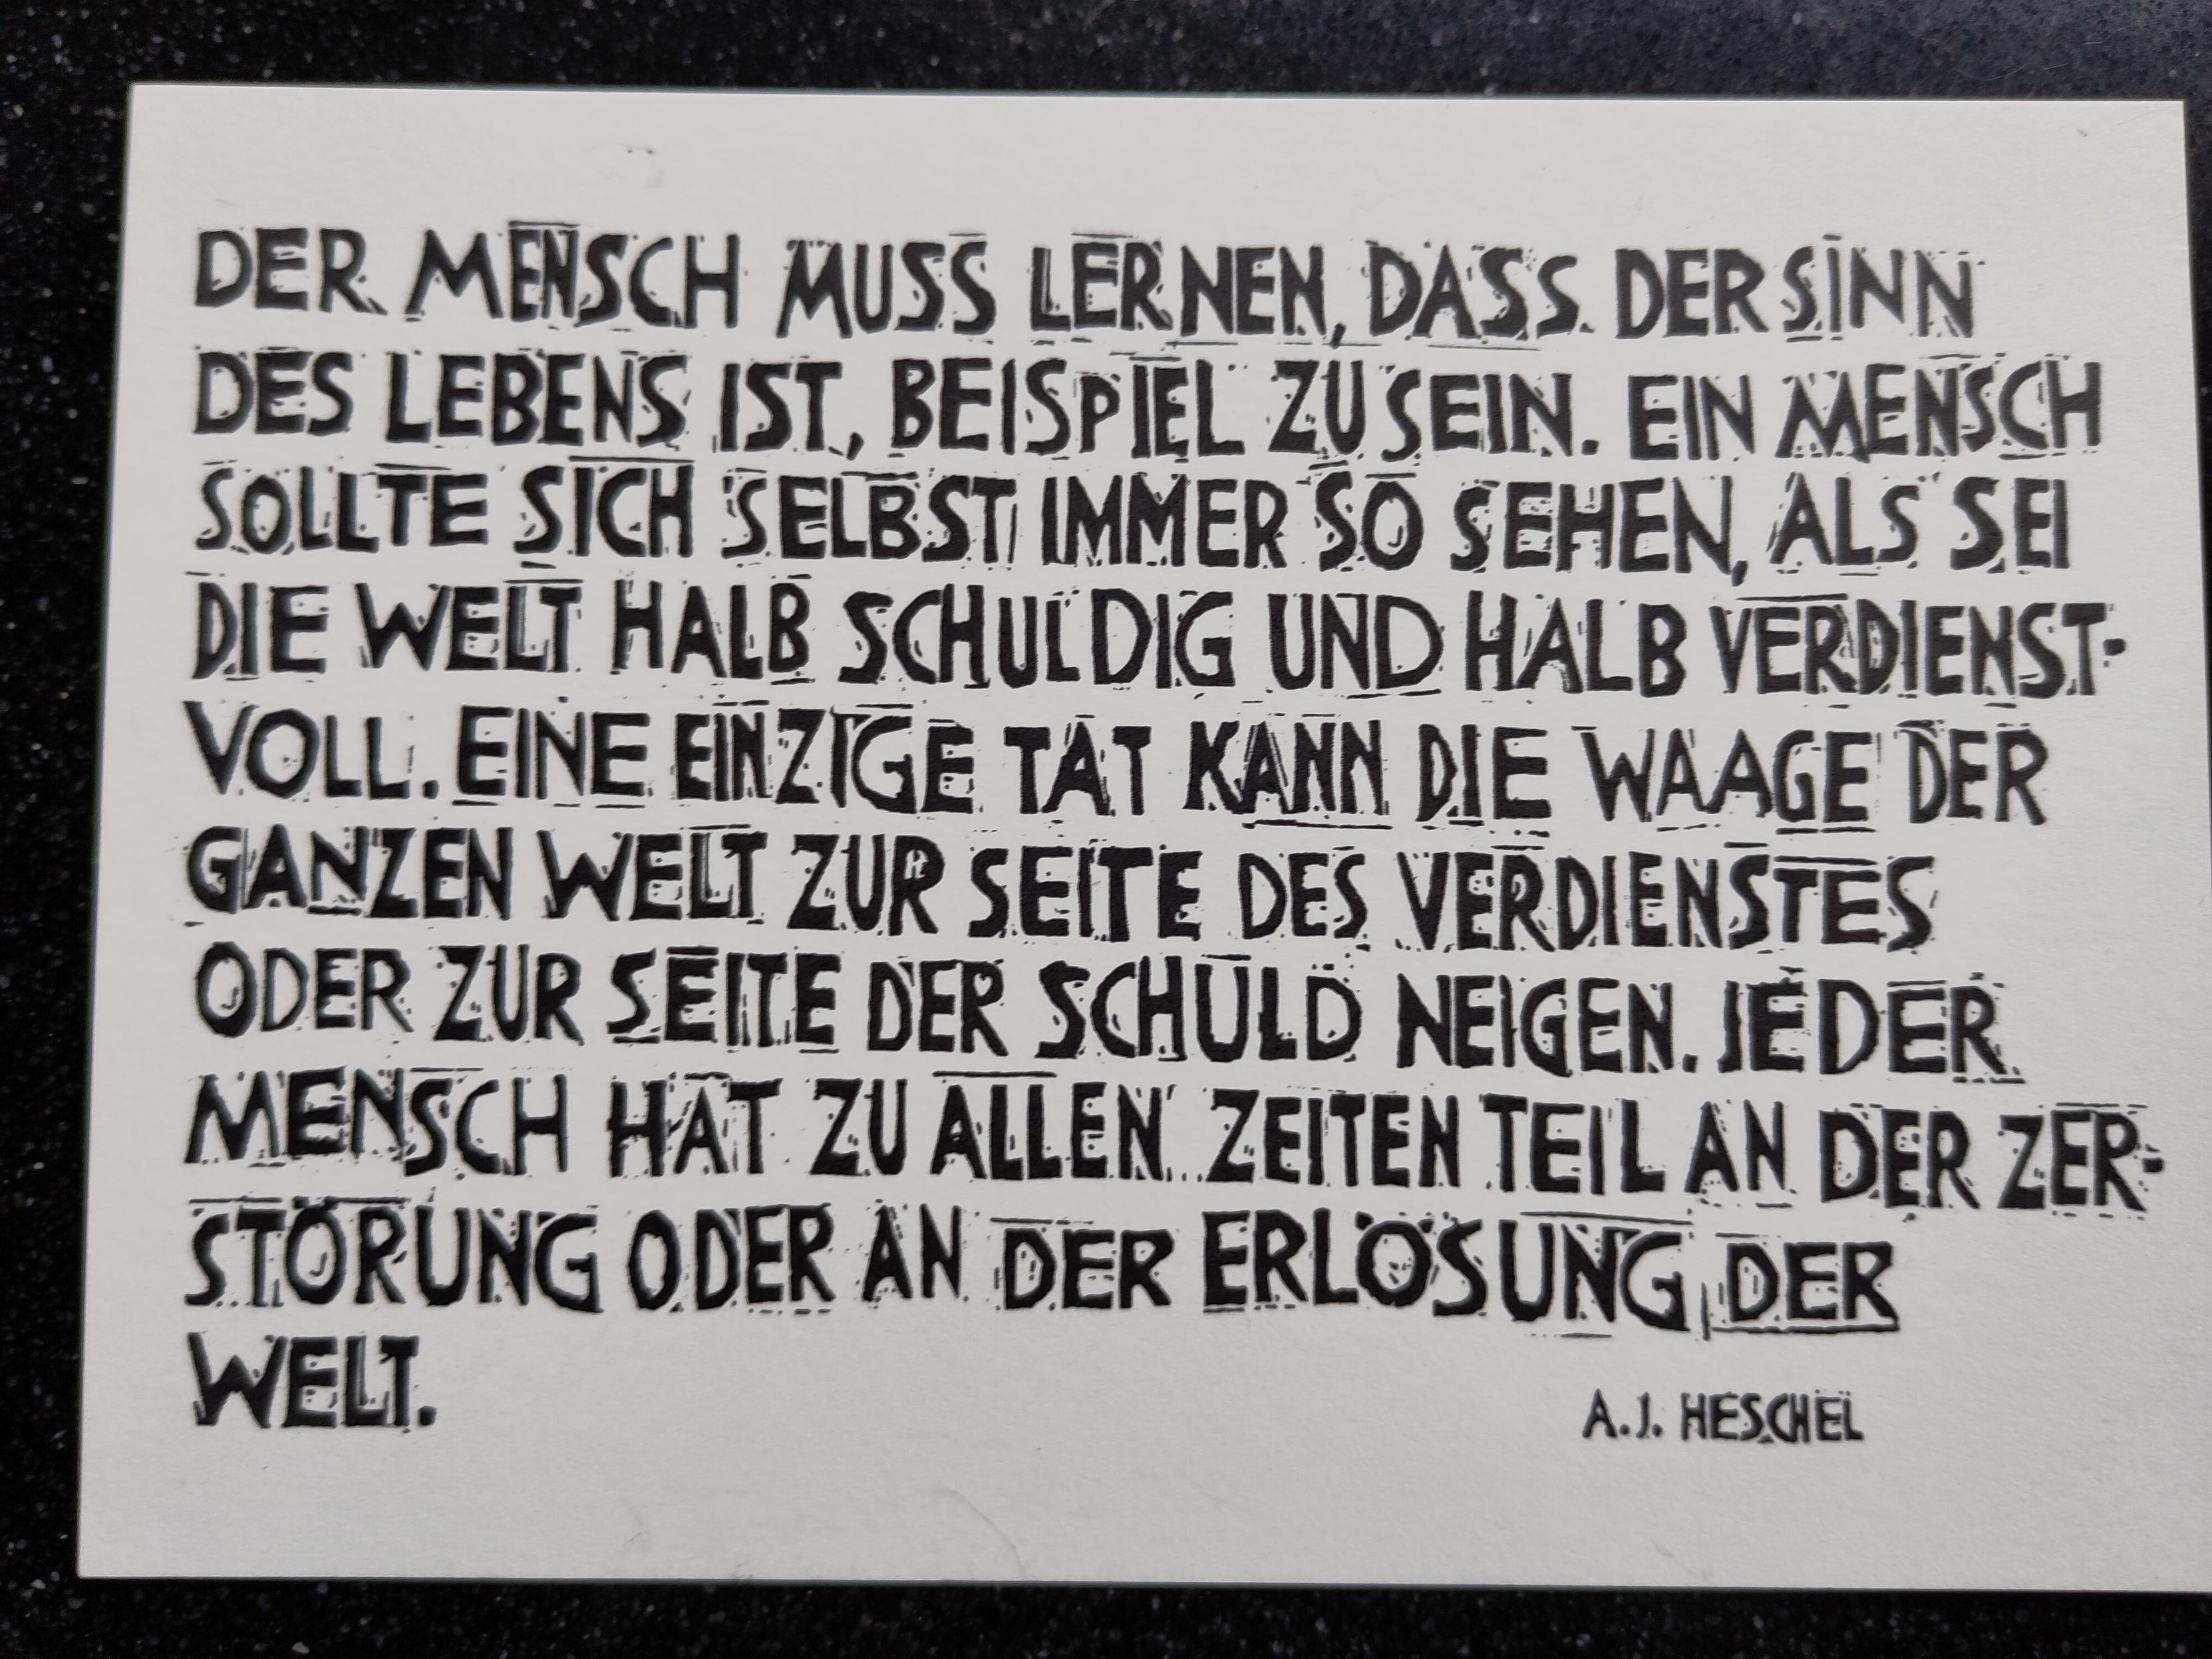 DER MENSCH MUSS LERNEN, DASS DER SINN
DES LEBENS IST, BEISPIEL ZU SEIN. EIN MENSCH
SOLLTE SICH SELBST IMMER SO SEHEN, ALS SEI
DIE WELT HALB SCHULDIG UND HALB VERDIENST-
VOLL. EINE EINZIGE TAT KANN DIE WAAGE DER
GANZEN WELT ZUR SEITE DES VERDIENSTES
ODER ZUR SEITE DER SCHULD NEIGEN. JEDER
MENSCH HAT ZU ALLEN ZEITEN TEIL AN DER ZER-
STÖRUNG ODER AN DER ERLÖSUNG DER
WELT.
A.J. HESCHEL